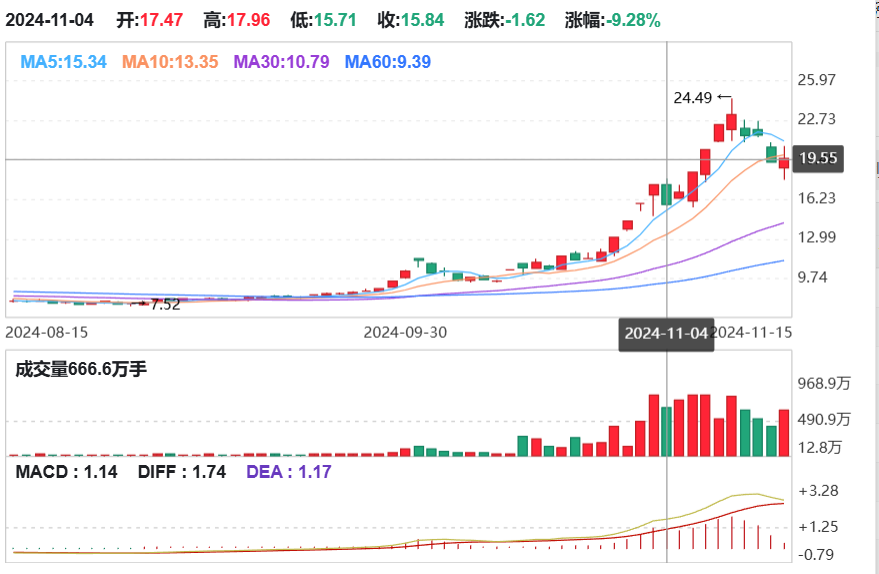 2024-11-04 开:17.47 高:17.96 低:15.71 收:15.84 涨跌:-1.62 涨幅:-9.28%
MA5:15.34 MA10:13.35 MA30:10.79 MA60:9.39
25.97
24.49 ←
22.73
19.55
16.23
12.99
9.74
→ 7.52
2024-08-15 2024-09-30 2024-11-04 2024-11-15
成交量666.6万手
968.9万
490.9万
12.8万
MACD : 1.14 DIFF : 1.74 DEA : 1.17
+3.28
+1.25
-0.79